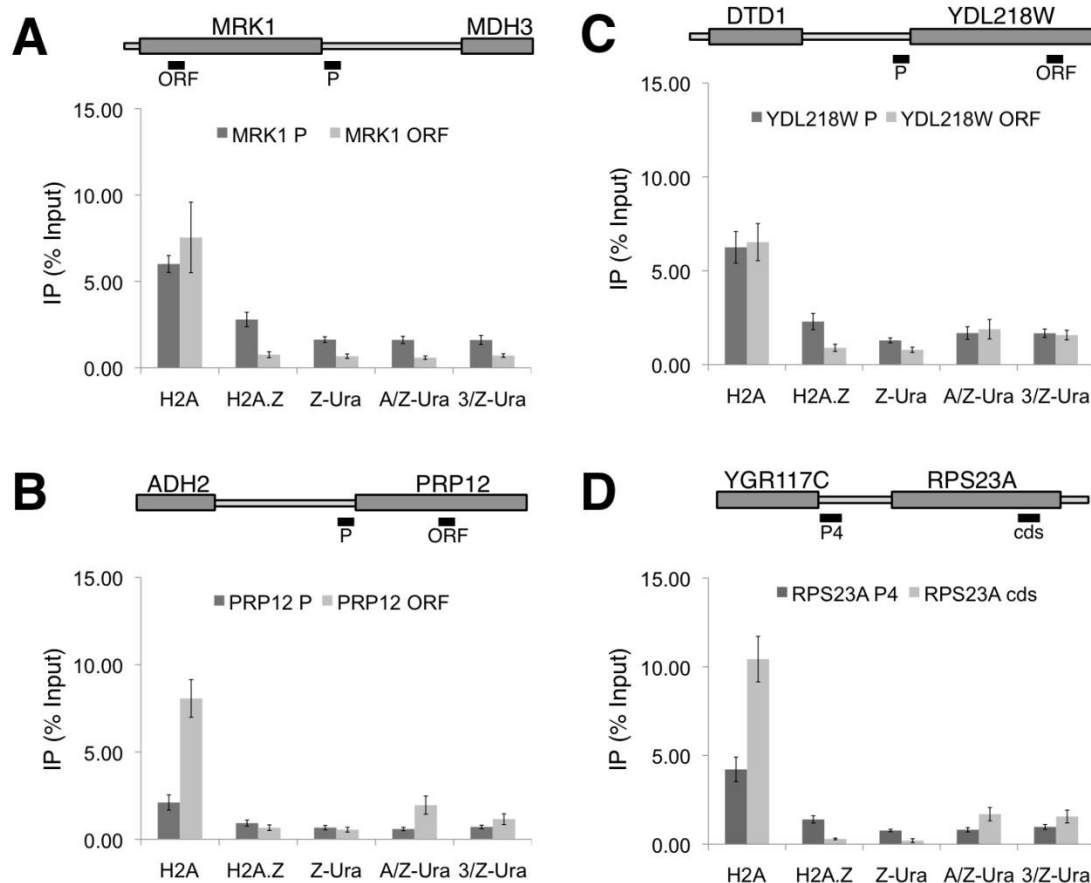 A
MRK1 MDH3
ORF P
15.00
MRK1 P MRK1 ORF
10.00
IP (% Input)
5.00
0.00
H2A H2A.Z Z-Ura A/Z-Ura 3/Z-Ura
B
ADH2 PRP12
P ORF
15.00
PRP12 P PRP12 ORF
10.00
IP (% Input)
5.00
0.00
H2A H2A.Z Z-Ura A/Z-Ura 3/Z-Ura
C
DTD1 YDL218W
P ORF
15.00
YDL218W P YDL218W ORF
10.00
IP (% Input)
5.00
0.00
H2A H2A.Z Z-Ura A/Z-Ura 3/Z-Ura
D
YGR117C RPS23A
P4 cds
15.00
RPS23A P4 RPS23A cds
10.00
IP (% Input)
5.00
0.00
H2A H2A.Z Z-Ura A/Z-Ura 3/Z-Ura